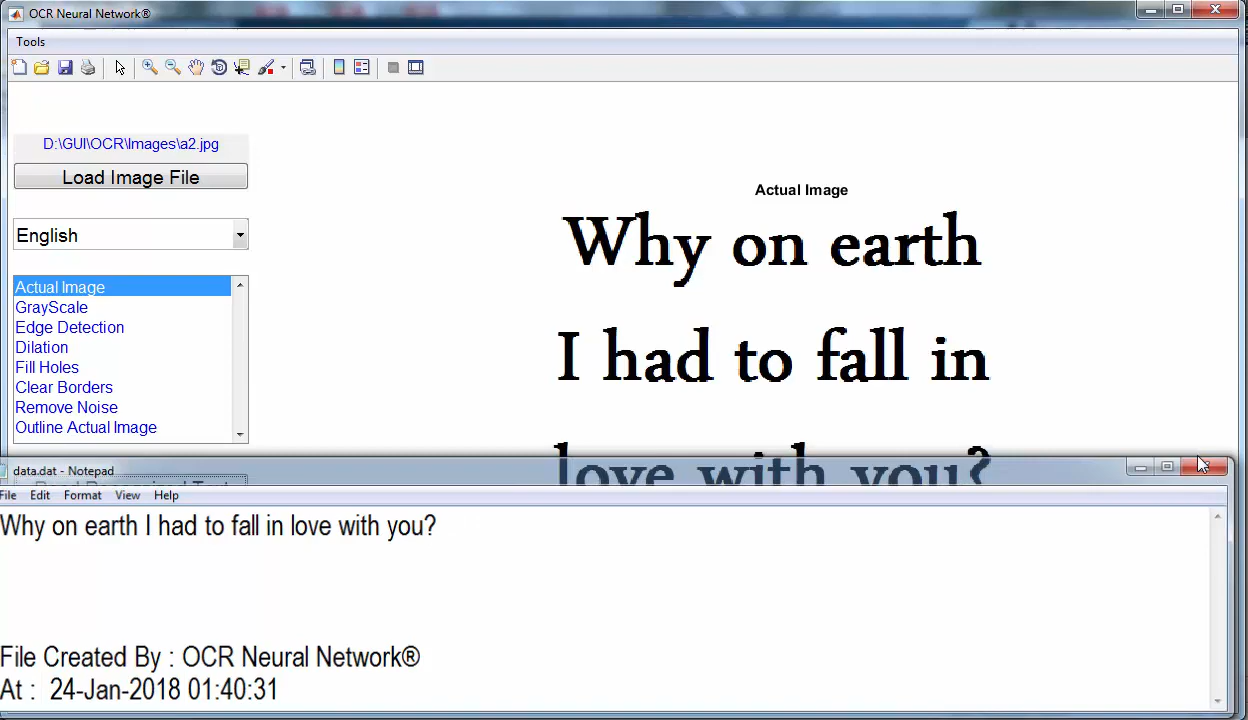 OCR Neural Network®
Tools
D:\GUI\OCR\Images\a2.jpg
Load Image File
English
Actual Image
GrayScale
Edge Detection
Dilation
Fill Holes
Clear Borders
Remove Noise
Outline Actual Image
Actual Image
Why on earth
I had to fall in
love with you?
data.dat - Notepad
File Edit Format View Help
Why on earth I had to fall in love with you?
File Created By : OCR Neural Network®
At : 24-Jan-2018 01:40:31